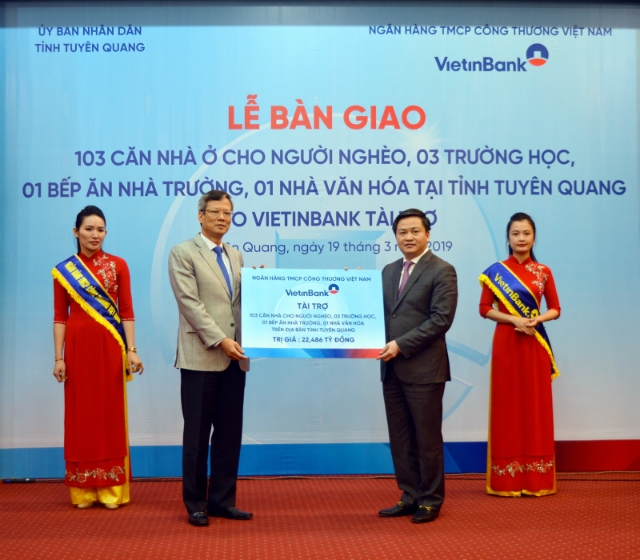 ỦY BAN NHÂN DÂN
TỈNH TUYÊN QUANG
NGÂN HÀNG TMCP CÔNG THƯƠNG VIỆT NAM
VietinBank
LỄ BÀN GIAO
103 CĂN NHÀ Ở CHO NGƯỜI NGHÈO, 03 TRƯỜNG HỌC,
01 BẾP ĂN NHÀ TRƯỜNG, 01 NHÀ VĂN HÓA TẠI TỈNH TUYÊN QUANG
VIETINBANK TÀI TRỢ
Quang, ngày 19 tháng 3 2019
NGÂN HÀNG TMCP CÔNG THƯƠNG VIỆT NAM
VietinBank
TÀI TRỢ
103 CĂN NHÀ CHO NGƯỜI NGHÈO, 03 TRƯỜNG HỌC,
01 BẾP ĂN NHÀ TRƯỜNG, 01 NHÀ VĂN HÓA
TRÊN ĐỊA BÀN TỈNH TUYÊN QUANG
TRỊ GIÁ : 22,486 TỶ ĐỒNG